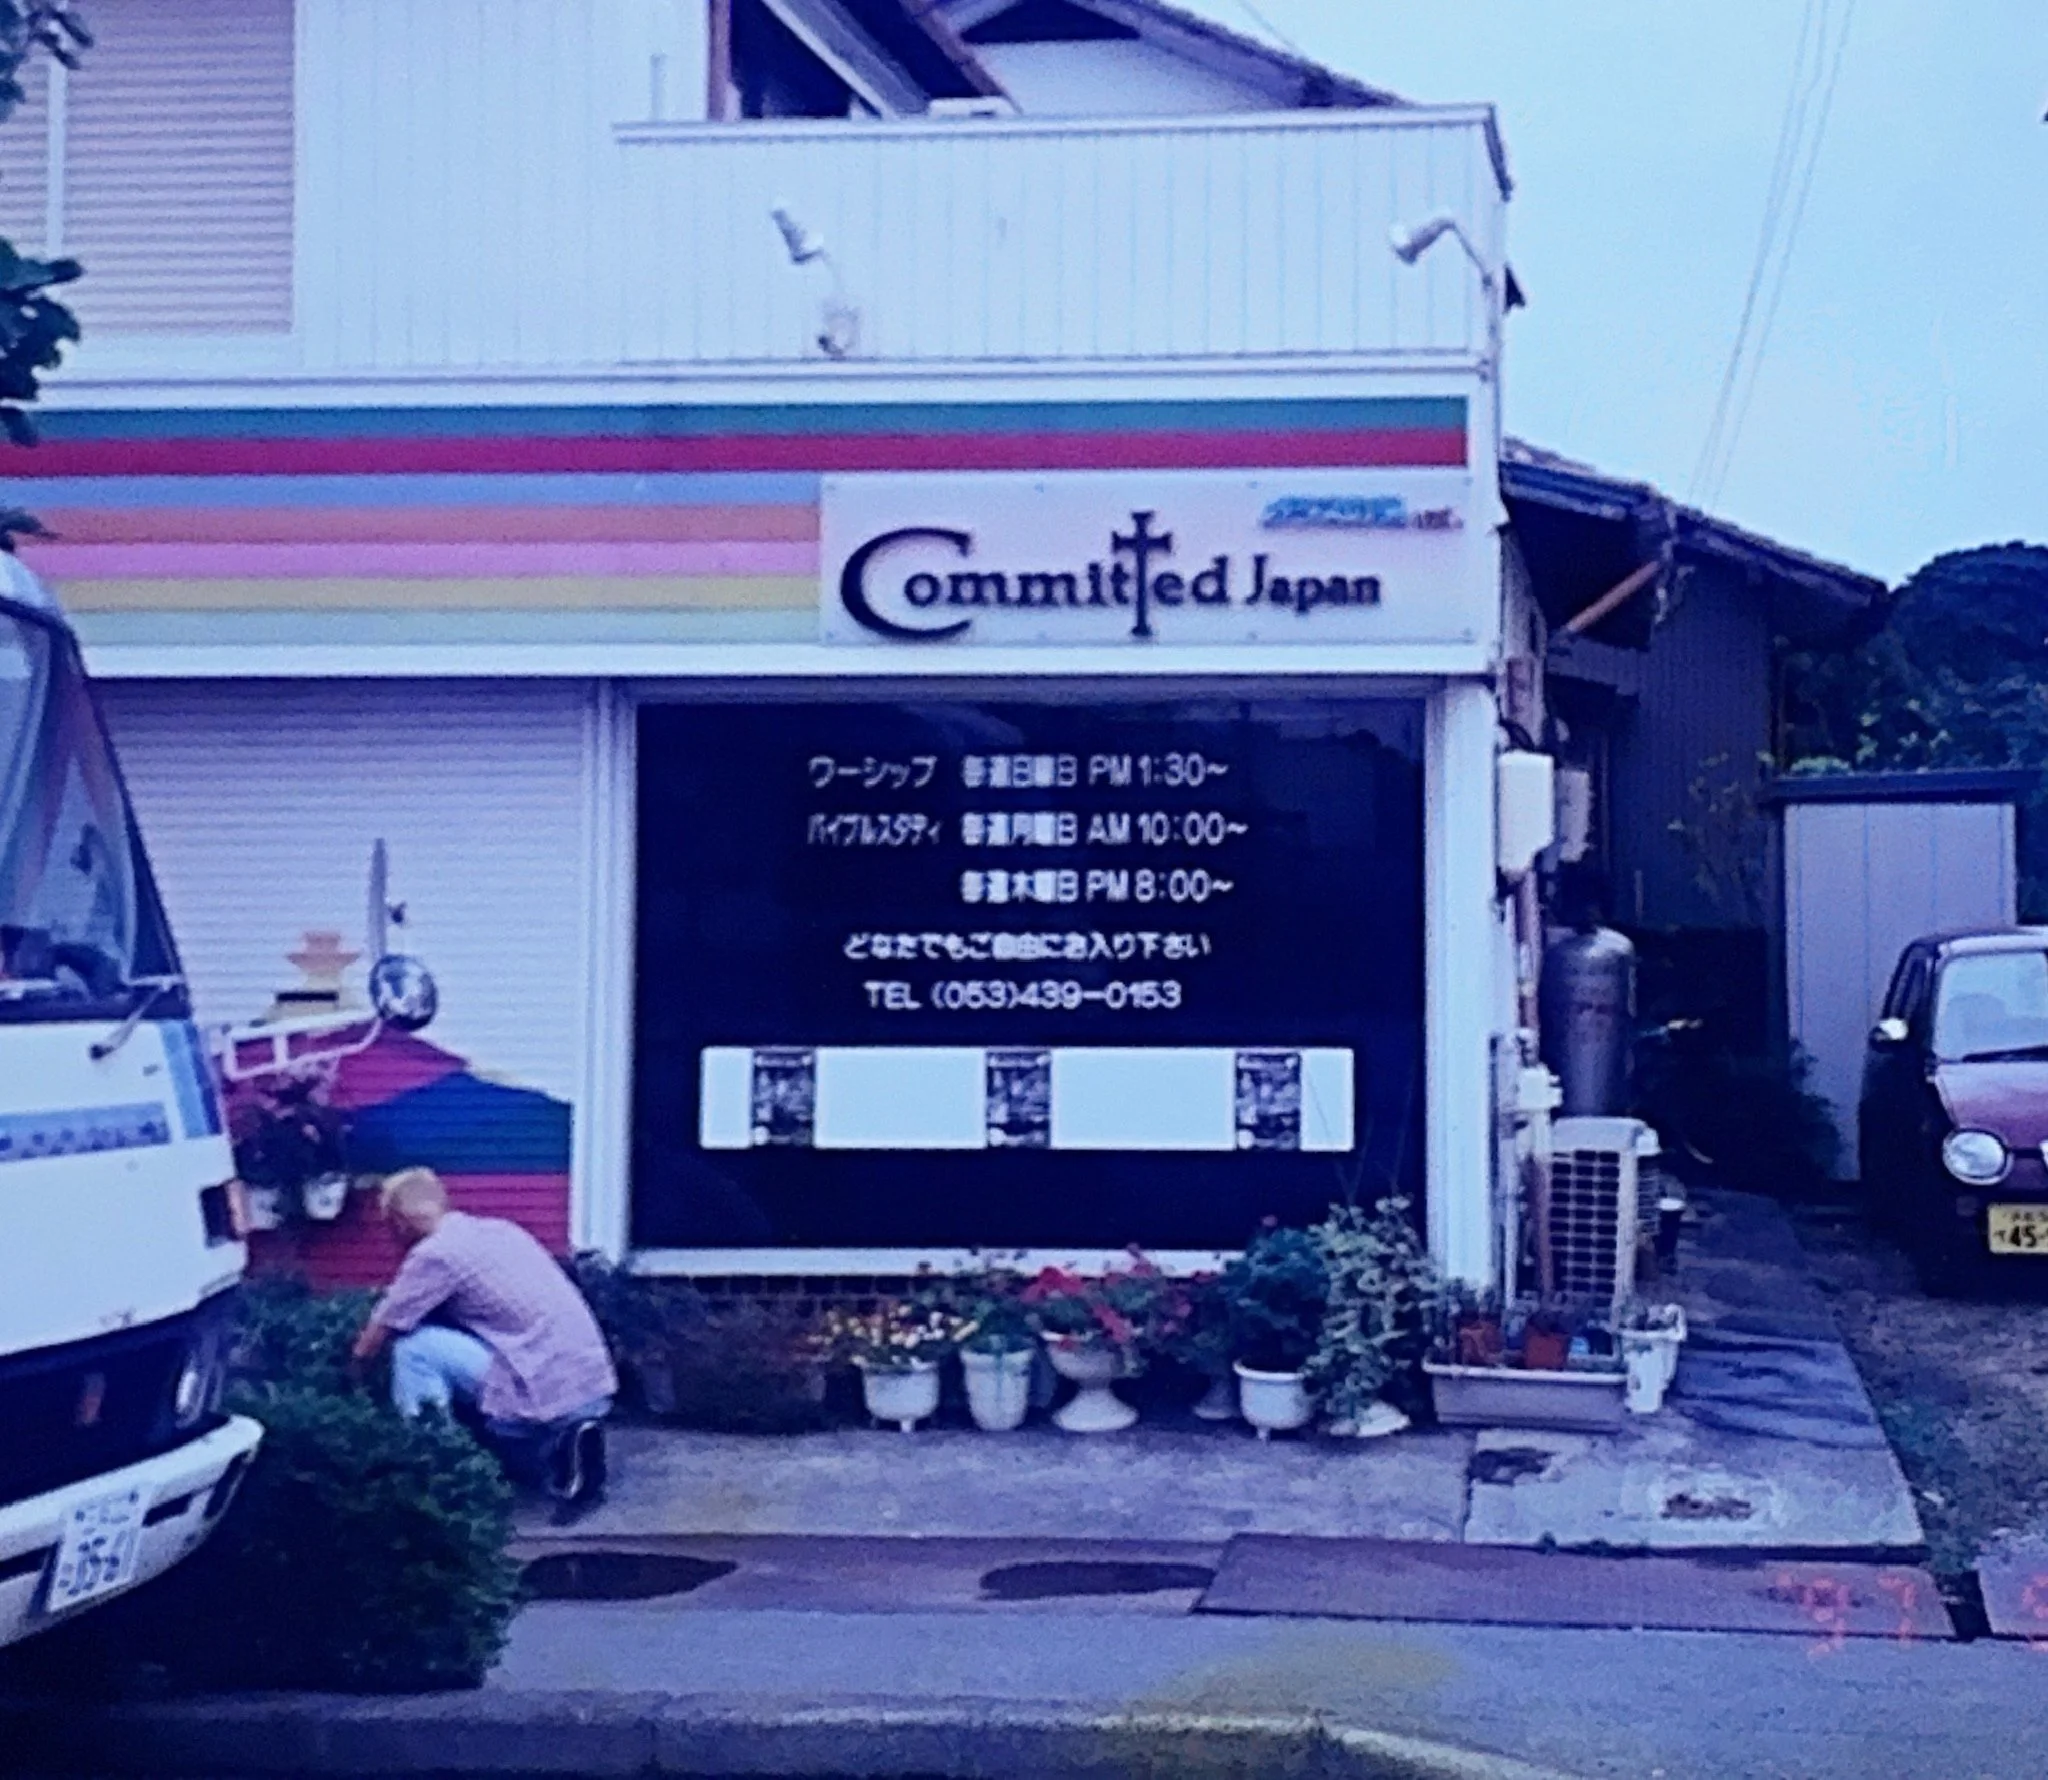 Committed Japan
ワーシップ 毎週日曜日 PM 1:30~
バイブルスタディ 毎週月曜日 AM 10:00~
毎週木曜日 PM 8:00~
どなたでもご自由にお入り下さい
TEL (053)439-0153
45-
'97